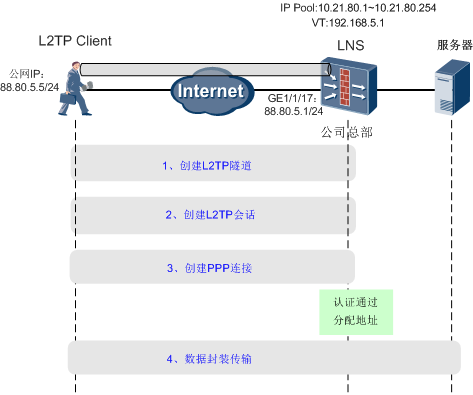 IP Pool:10.21.80.1~10.21.80.254
VT:192.168.5.1
L2TP Client
LNS
服务器
公网IP：
88.80.5.5/24
Internet
GE1/1/17：
88.80.5.1/24
公司总部
1、创建L2TP隧道
2、创建L2TP会话
3、创建PPP连接
认证通过
分配地址
4、数据封装传输